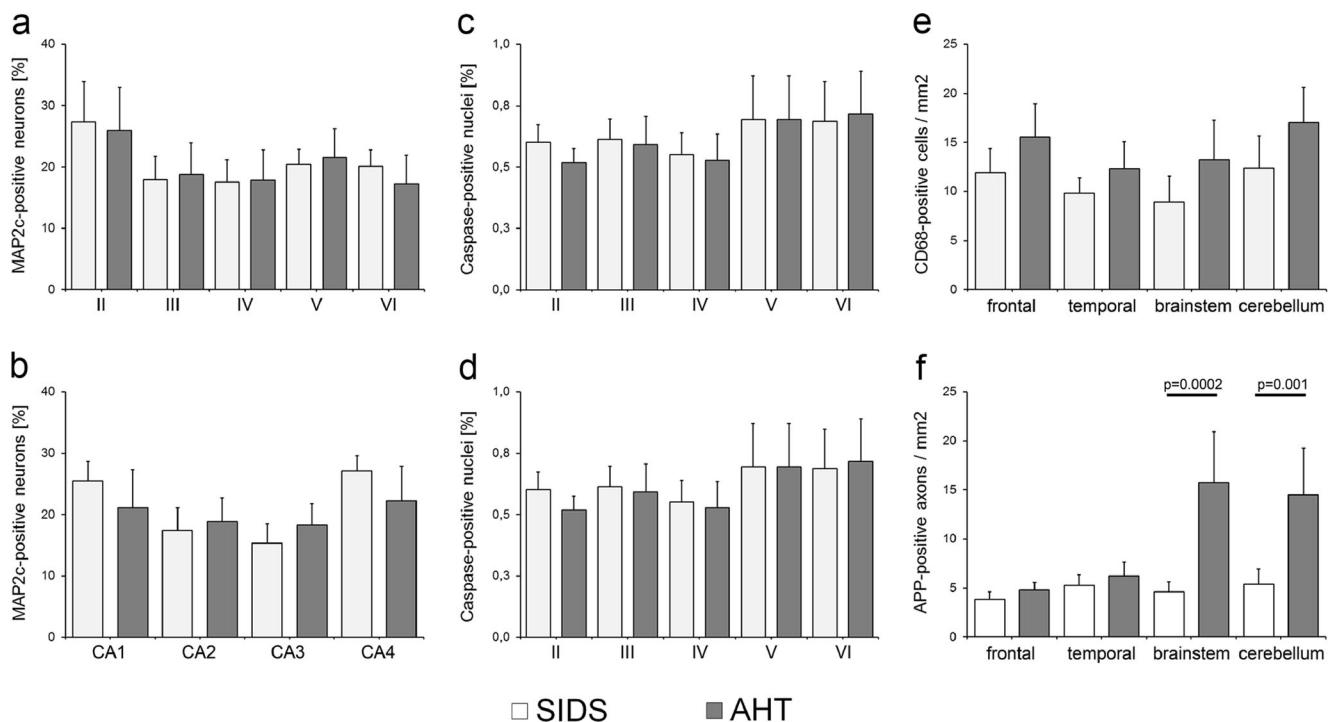 a
MAP2c-positive neurons [%]
40
30
20
10
0
II III IV V VI
c
Caspase-positive nuclei [%]
1,0
0,8
0,5
0,3
0,0
II III IV V VI
e
CD68-positive cells / mm2
25
20
15
10
5
0
frontal temporal brainstem cerebellum
b
MAP2c-positive neurons [%]
40
30
20
10
0
CA1 CA2 CA3 CA4
d
Caspase-positive nuclei [%]
1,0
0,8
0,5
0,3
0,0
II III IV V VI
f
p=0.0002 p=0.001
APP-positive axons / mm2
25
20
15
10
5
0
frontal temporal brainstem cerebellum
SIDS AHT